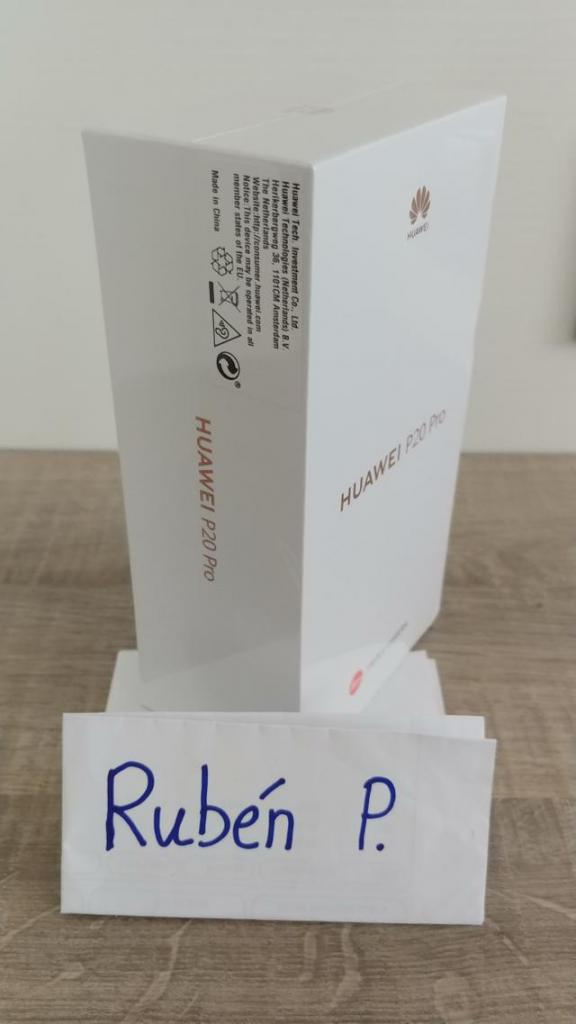 Huawei Tech. Investment Co., Ltd.
Huawei Technologies (Netherlands) B.V.
Herikerbergweg 36, 1101CM Amsterdam
The Netherlands
Website:http://consumer.huawei.com
Notice:This device may be operated in all
member states of the EU.
Made in China
HUAWEI P20 Pro
HUAWEI
HUAWEI P20 Pro
Rubén P.